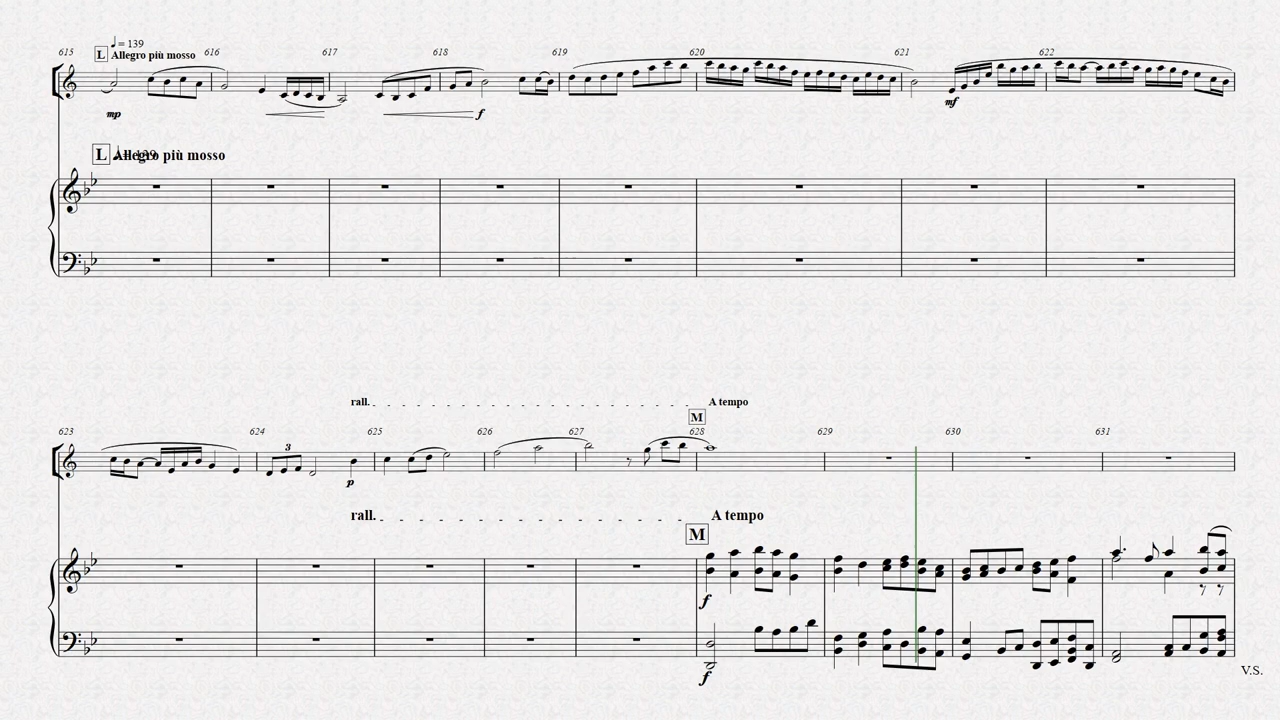 615 L ♩= 139 616 617 618 619 620 621 622
Allegro più mosso
mp f mf
L Allegro più mosso
rall. A tempo
M
623 624 625 626 627 628 629 630 631
3
p
rall. A tempo
M
f
f
V.S.